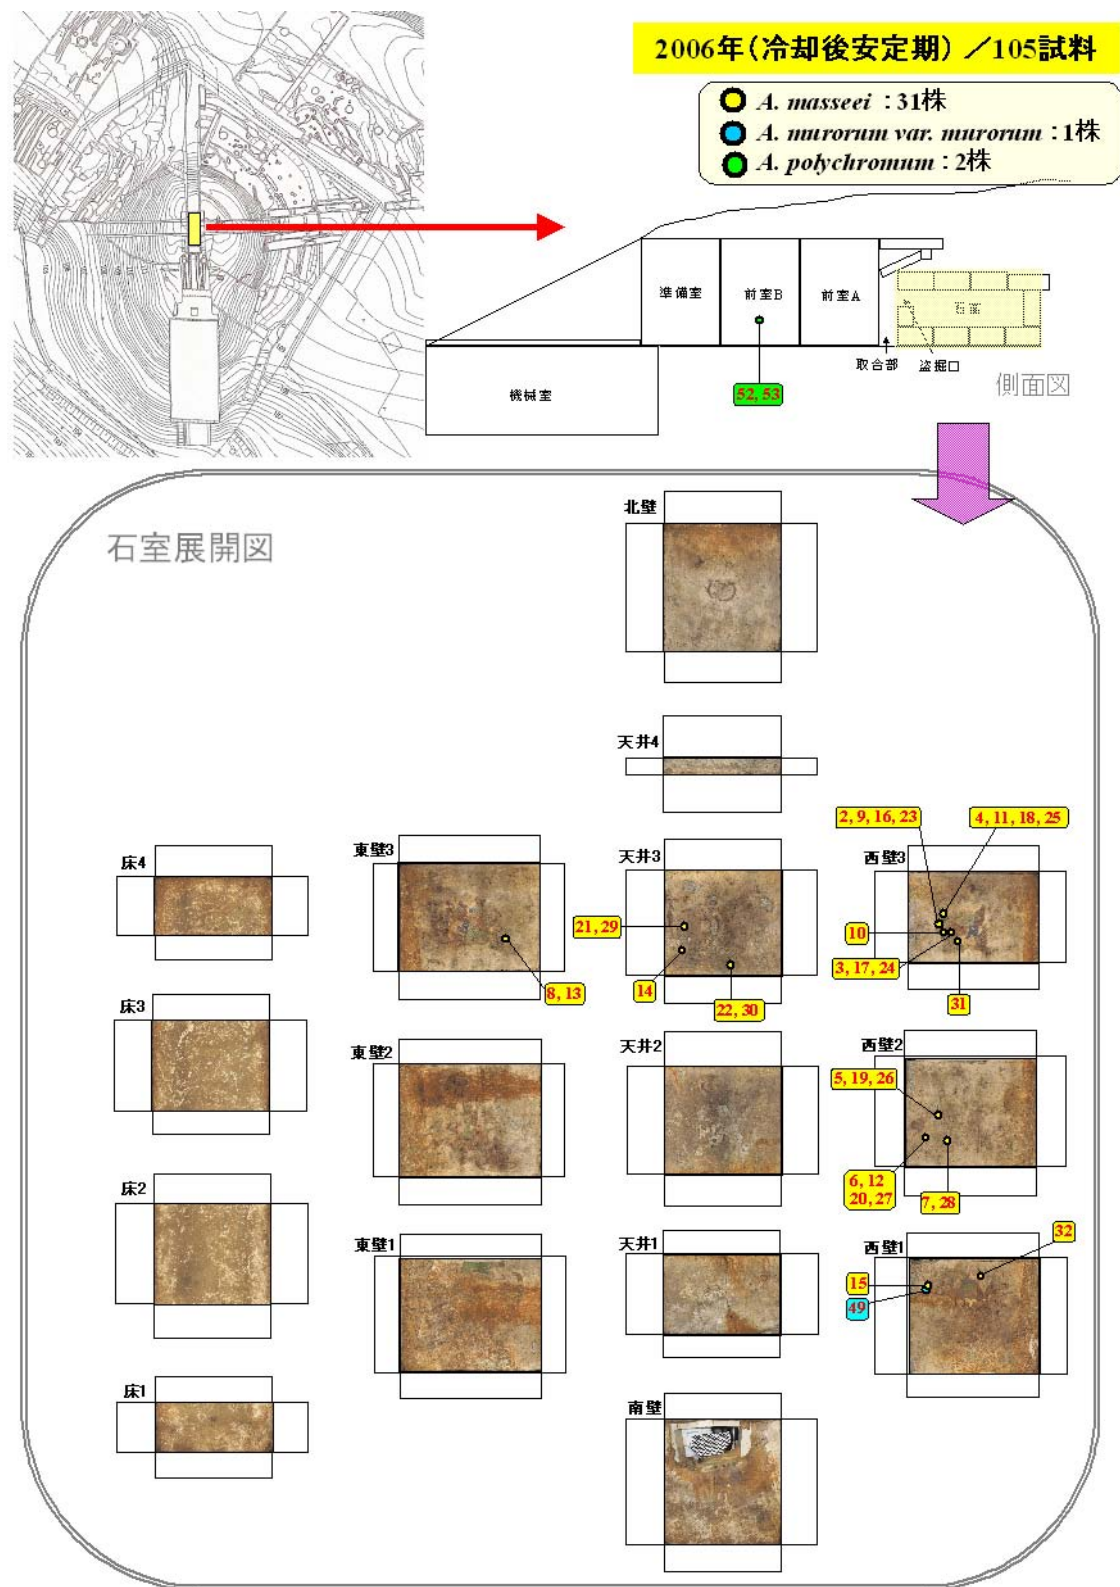 2006年(冷却後安定期) /105試料
A. masseei :31株
A. murorum var. murorum :1株
A. polychromum :2株
準備室
前室B
前室A
石室
取合部
盗掘口
機械室
52, 53
側面図
石室展開図
北壁
天井4
2, 9, 16, 23
4, 11, 18, 25
床4
東壁3
天井3
西壁3
21, 29
10
3, 17, 24
14
8, 13
22, 30
31
床3
東壁2
天井2
西壁2
5, 19, 26
床2
6, 12
20, 27
7, 28
東壁1
天井1
西壁1
32
15
49
床1
南壁